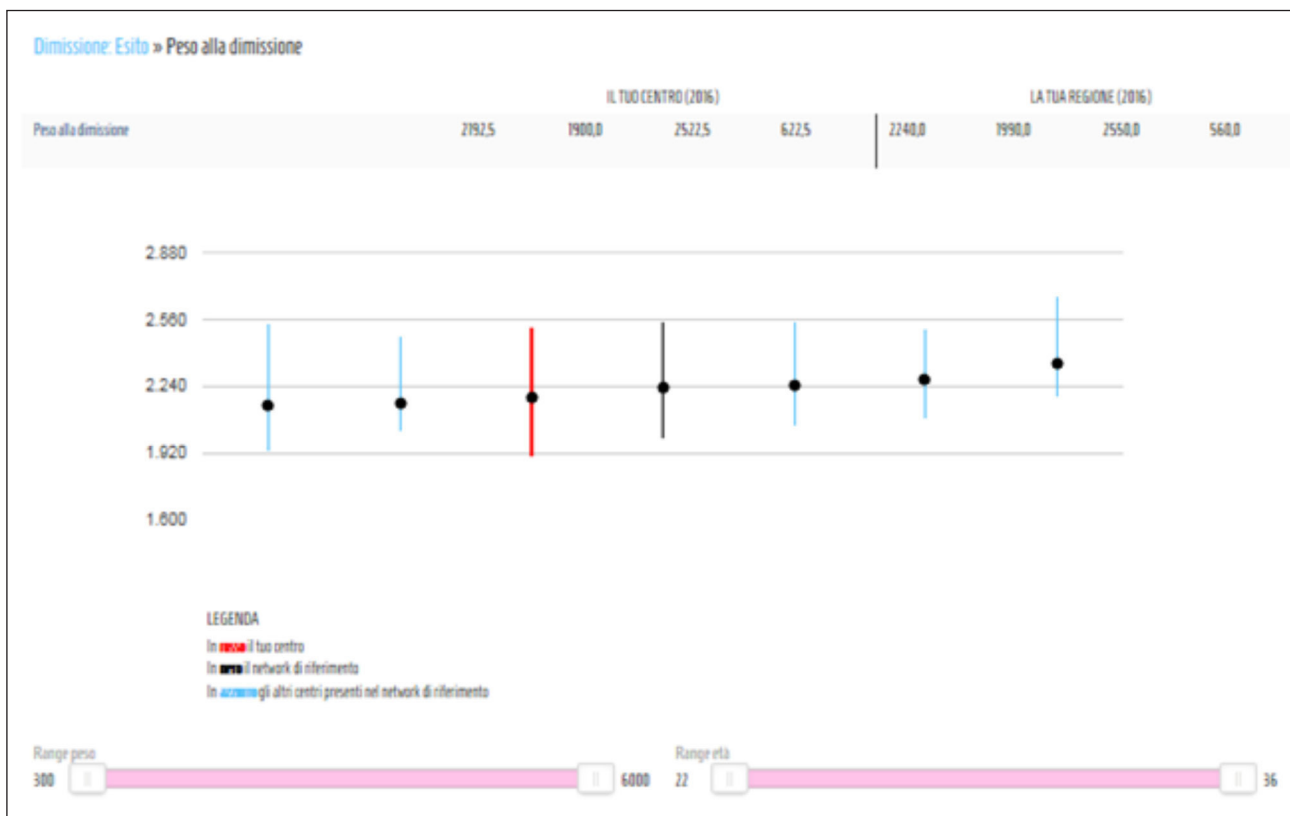 Dimissione: Esito » Peso alla dimissione
IL TUO CENTRO (2016) LA TUA REGIONE (2016)
Peso alla dimissione 2192,5 1900,0 2522,5 622,5 2240,0 1990,0 2550,0 560,0
2.880
2.560
2.240
1.920
1.600
LEGENDA
In rosso il tuo centro
In nero il network di riferimento
In azzurro gli altri centri presenti nel network di riferimento
Range peso Range età
300 6000 22 36